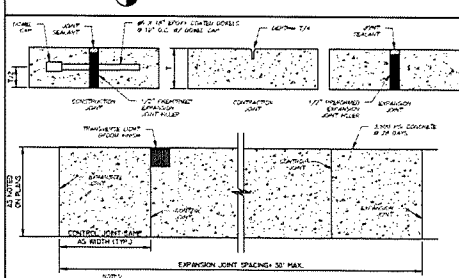 DOWEL
CAP
JOINT
SEALANT
#5 X 18" EPOXY COATED DOWELS
@ 12" O.C. W/ DOWEL CAP
DEPTH= T/4
JOINT
SEALANT
T/2
T
CONSTRUCTION
JOINT
1/2" PREFORMED
EXPANSION
JOINT FILLER
CONTRACTION
JOINT
1/2" PREFORMED
EXPANSION
JOINT FILLER
EXPANSION
JOINT
TRANSVERSE LIGHT
BROOM FINISH
CONCRETE
@ 28 DAYS
AS NOTED
ON PLANS
EXPANSION
JOINT
CONTROL
JOINT
CONTROL
JOINT
EXPANSION
JOINT
CONTROL JOINT-SAME
AS WIDTH (TYP.)
EXPANSION JOINT SPACING= 30' MAX.
NOTES